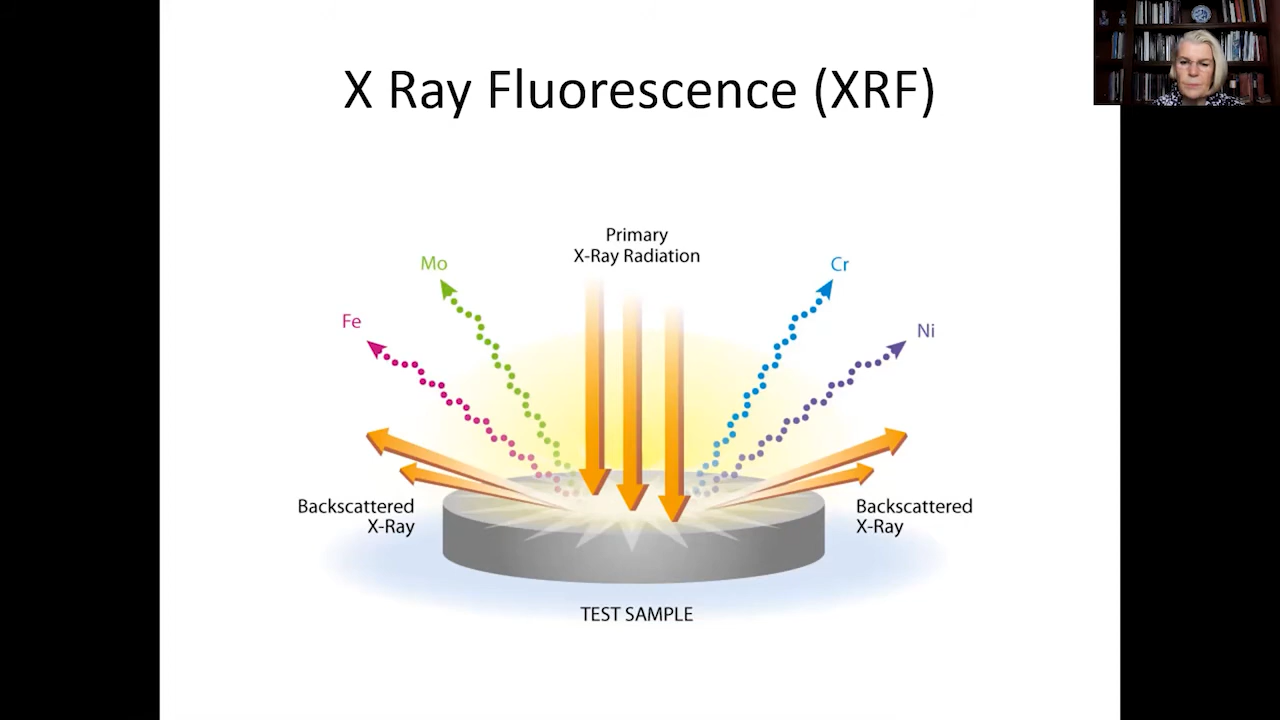 X Ray Fluorescence (XRF)
Primary
X-Ray Radiation
Mo
Cr
Fe
Ni
Backscattered
X-Ray
Backscattered
X-Ray
TEST SAMPLE